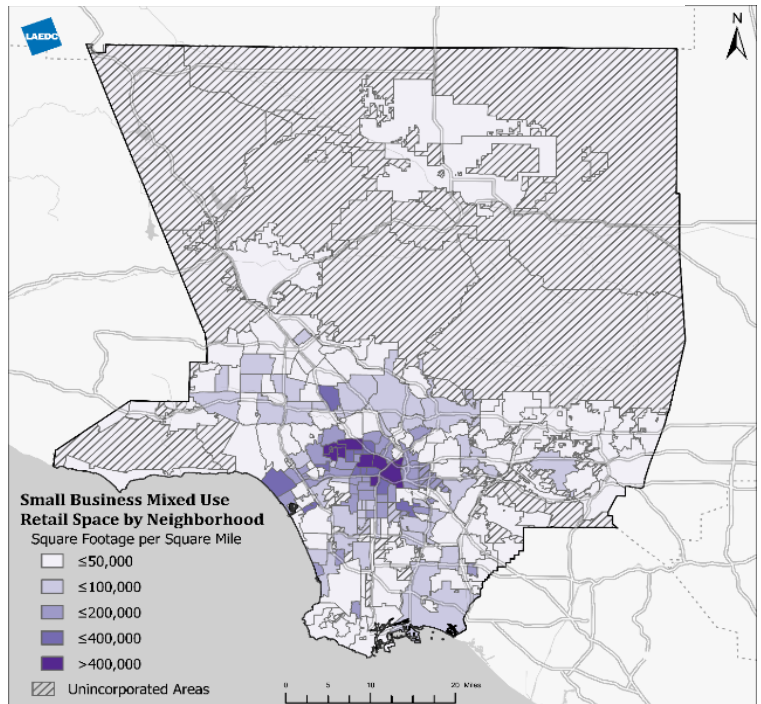 LAEDC
N
Small Business Mixed Use
Retail Space by Neighborhood
Square Footage per Square Mile
≤50,000
≤100,000
≤200,000
≤400,000
>400,000
Unincorporated Areas
0 5 10 20 Miles